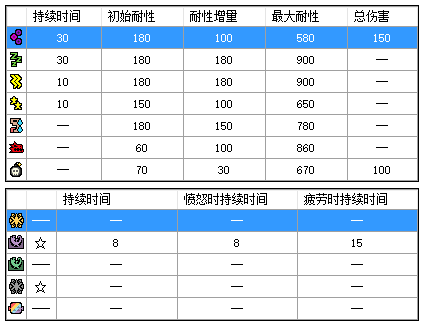 持续时间 初始耐性 耐性增量 最大耐性 总伤害
30 180 100 580 150
30 180 180 900 —
10 180 180 900 —
10 150 100 650 —
— 180 150 780 —
— 60 100 860 —
— 70 30 670 100
持续时间 愤怒时持续时间 疲劳时持续时间
— — — —
☆ 8 8 15
— — — —
☆ — — —
— — — —